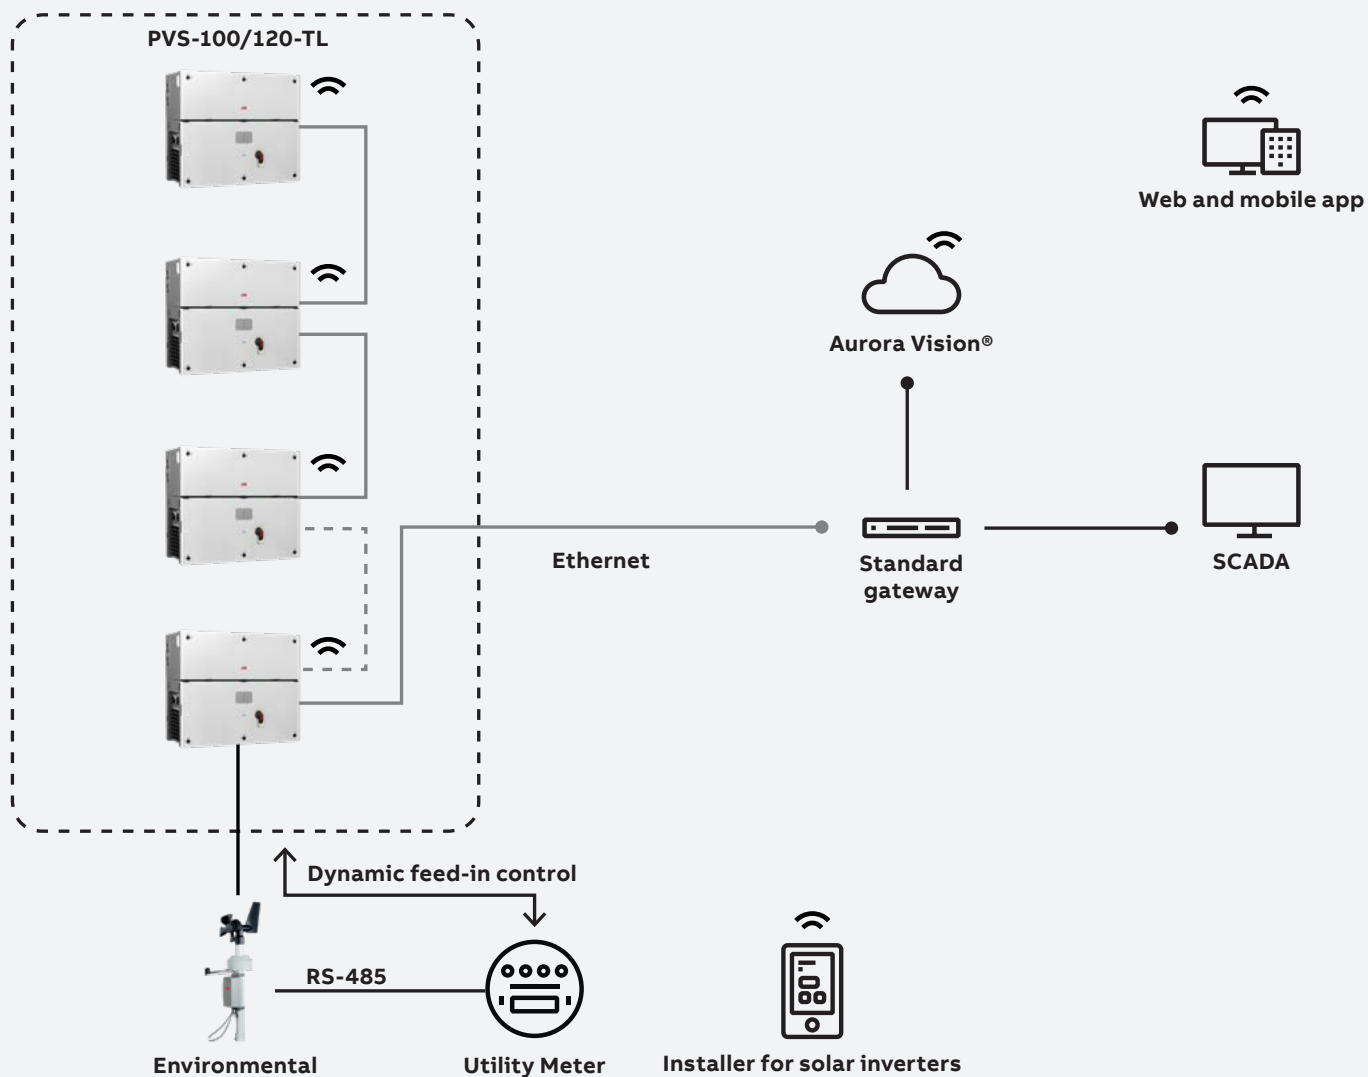 PVS-100/120-TL
Web and mobile app
Aurora Vision®
Ethernet
Standard
gateway
SCADA
Dynamic feed-in control
RS-485
Environmental
Utility Meter
Installer for solar inverters